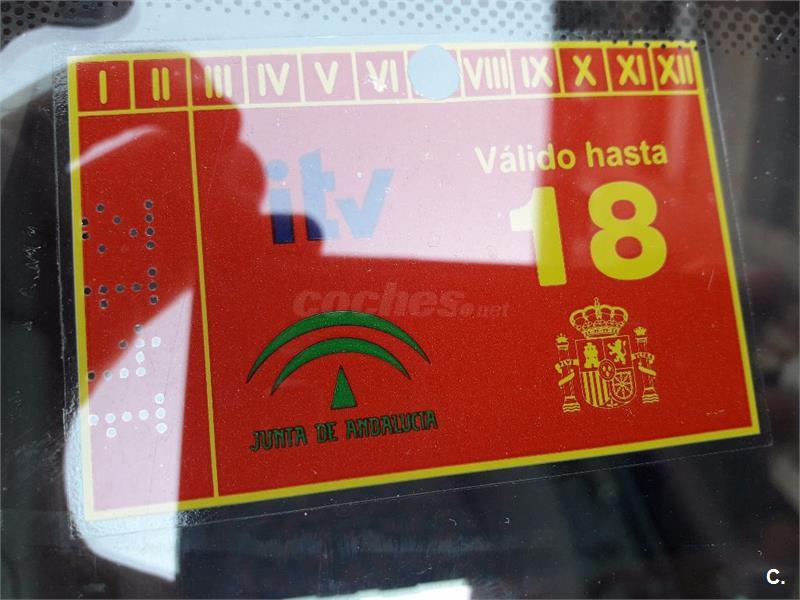 I II III IV V VI VIII IX X XI XII
itv
Válido hasta
18
coches.net
JUNTA DE ANDALUCIA
C.